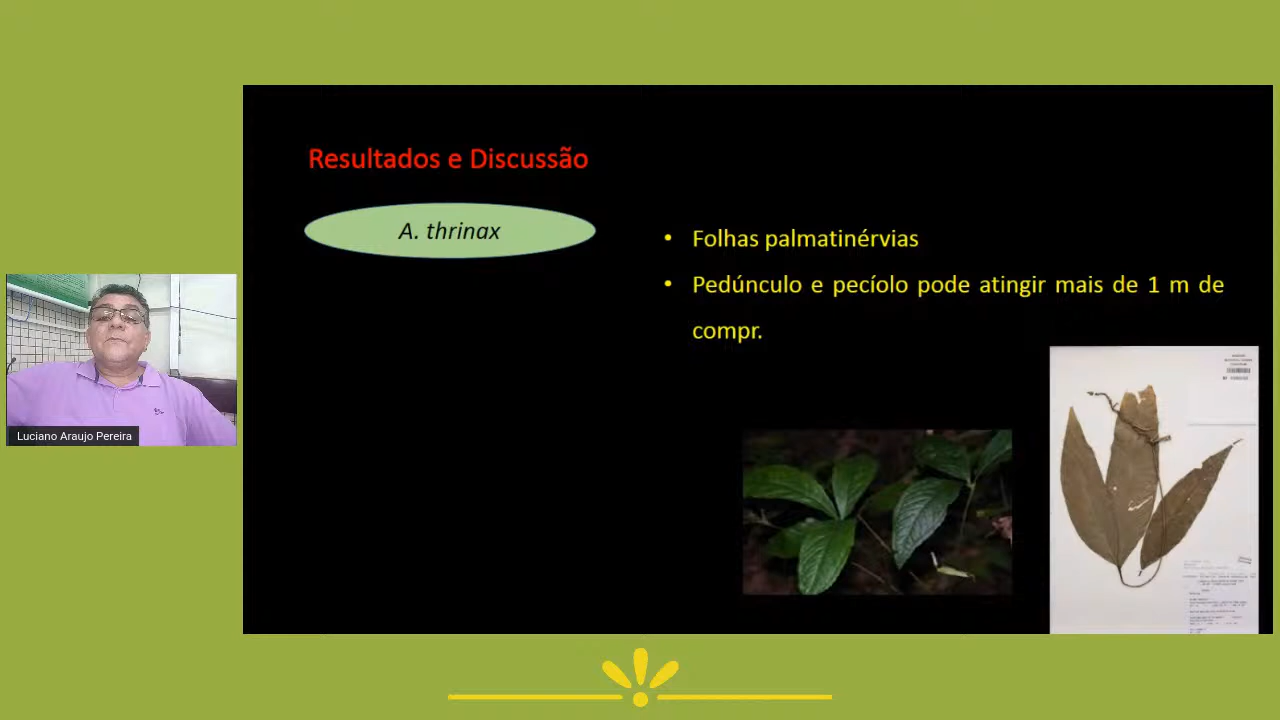 Resultados e Discussão
A. thrinax
• Folhas palmatinérvias
• Pedúnculo e pecíolo pode atingir mais de 1 m de
compr.
Luciano Araujo Pereira